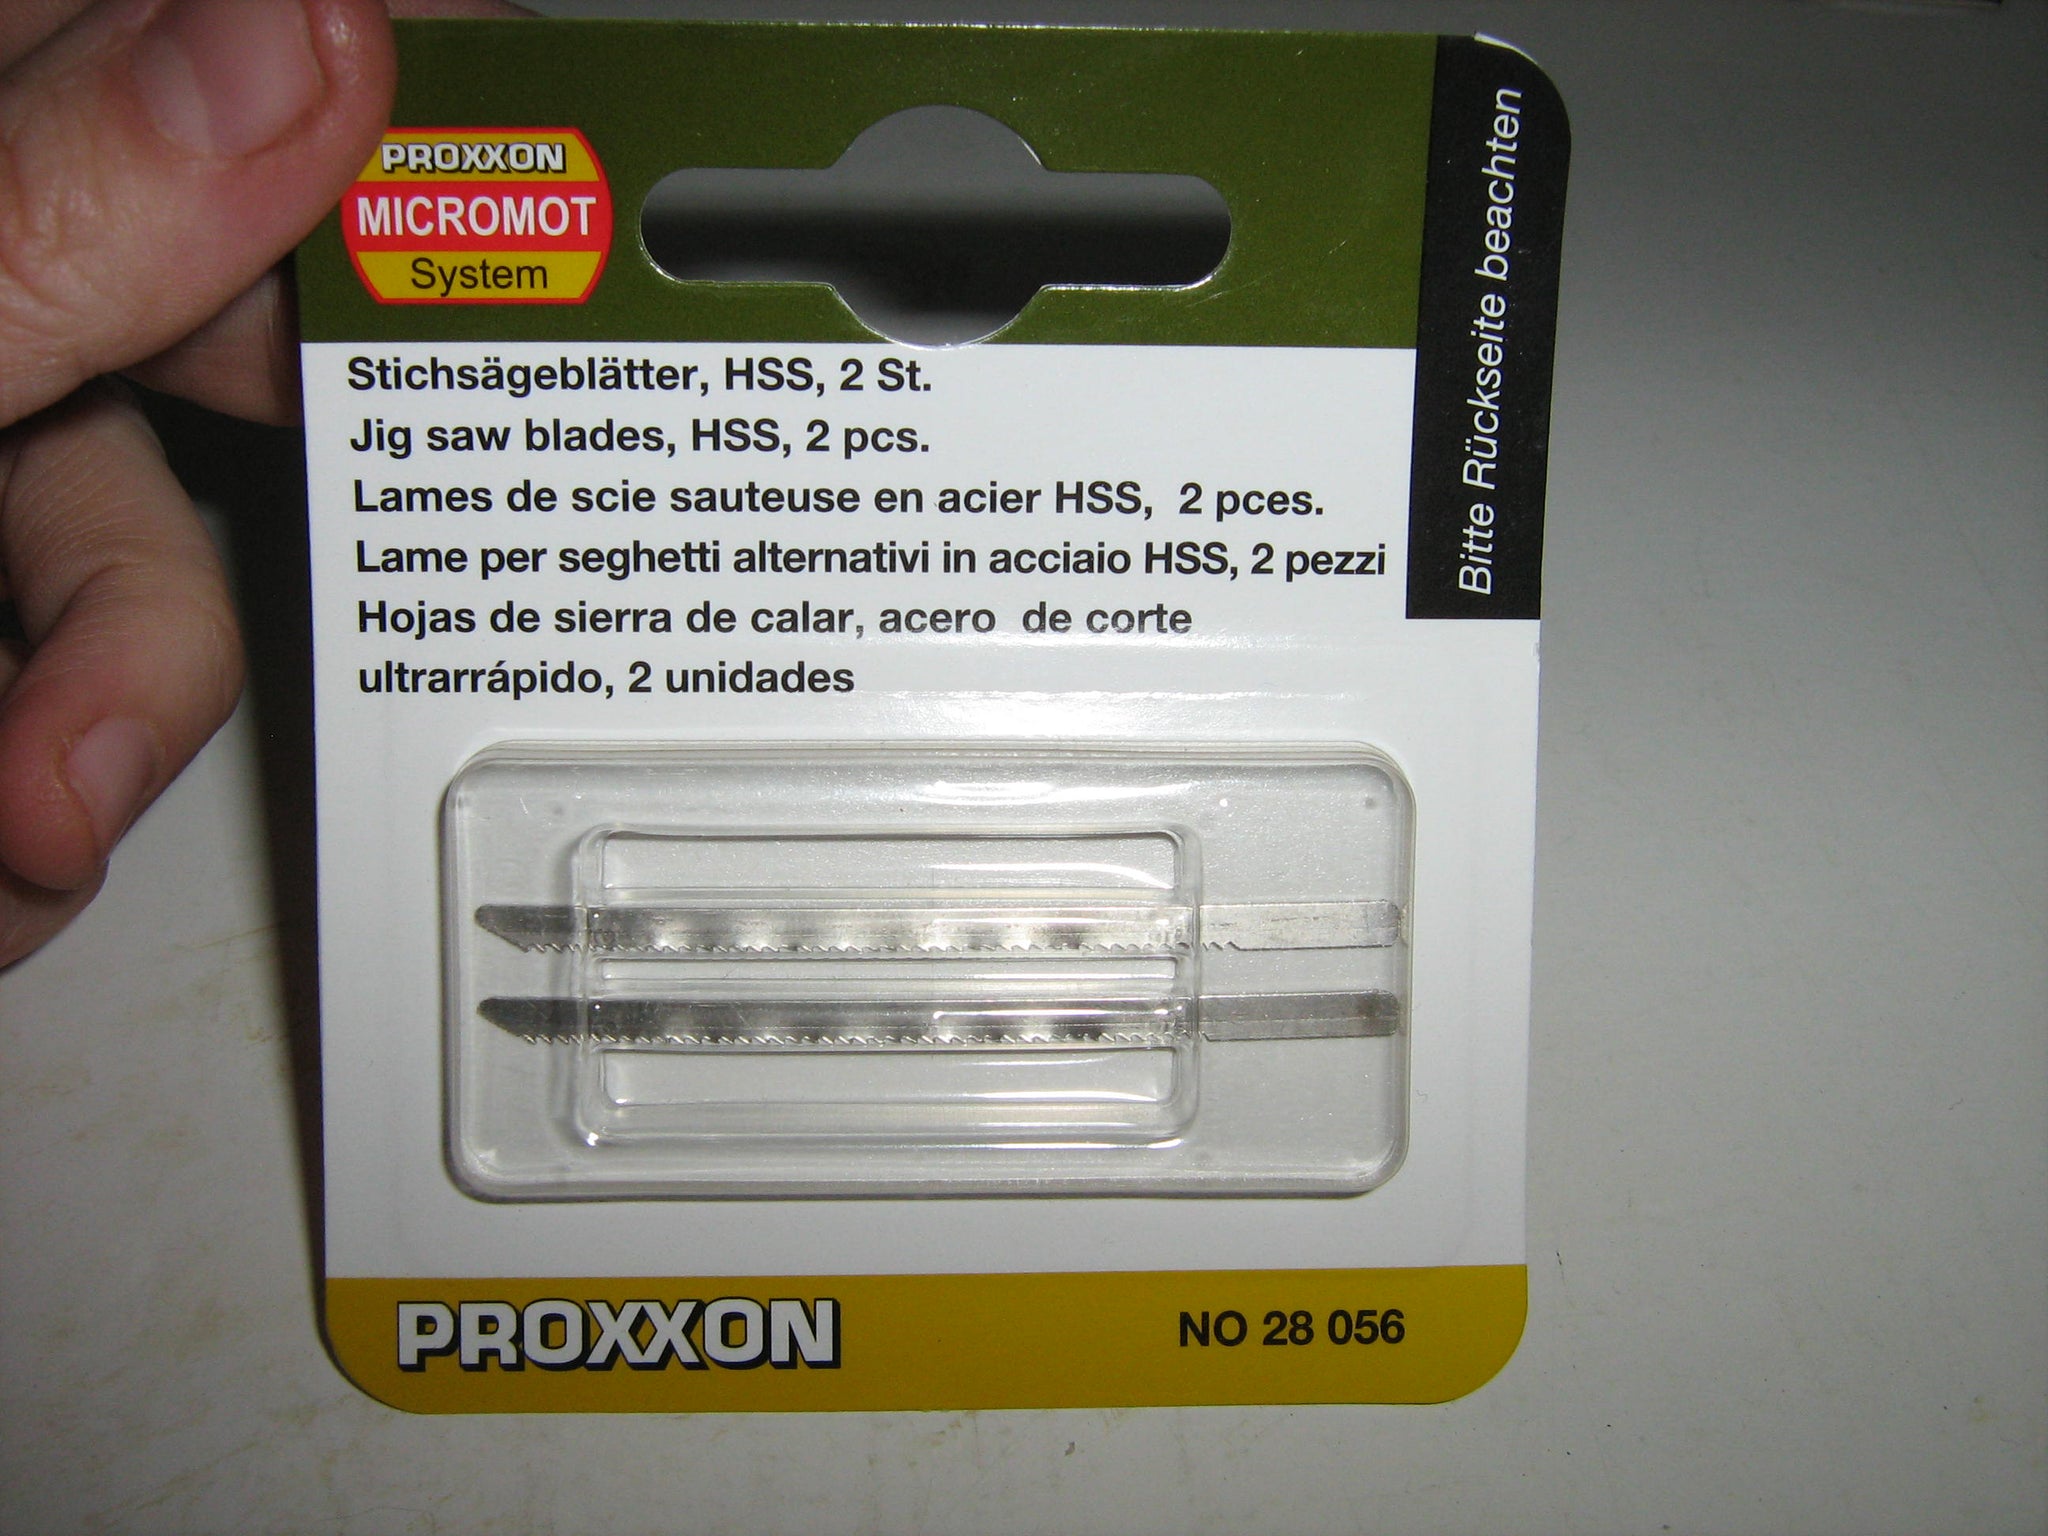 PROXXON
MICROMOT
System
Bitte Rückseite beachten
Stichsägeblätter, HSS, 2 St.
Jig saw blades, HSS, 2 pcs.
Lames de scie sauteuse en acier HSS, 2 pces.
Lame per seghetti alternativi in acciaio HSS, 2 pezzi
Hojas de sierra de calar, acero de corte
ultrarrápido, 2 unidades
PROXXON
NO 28 056